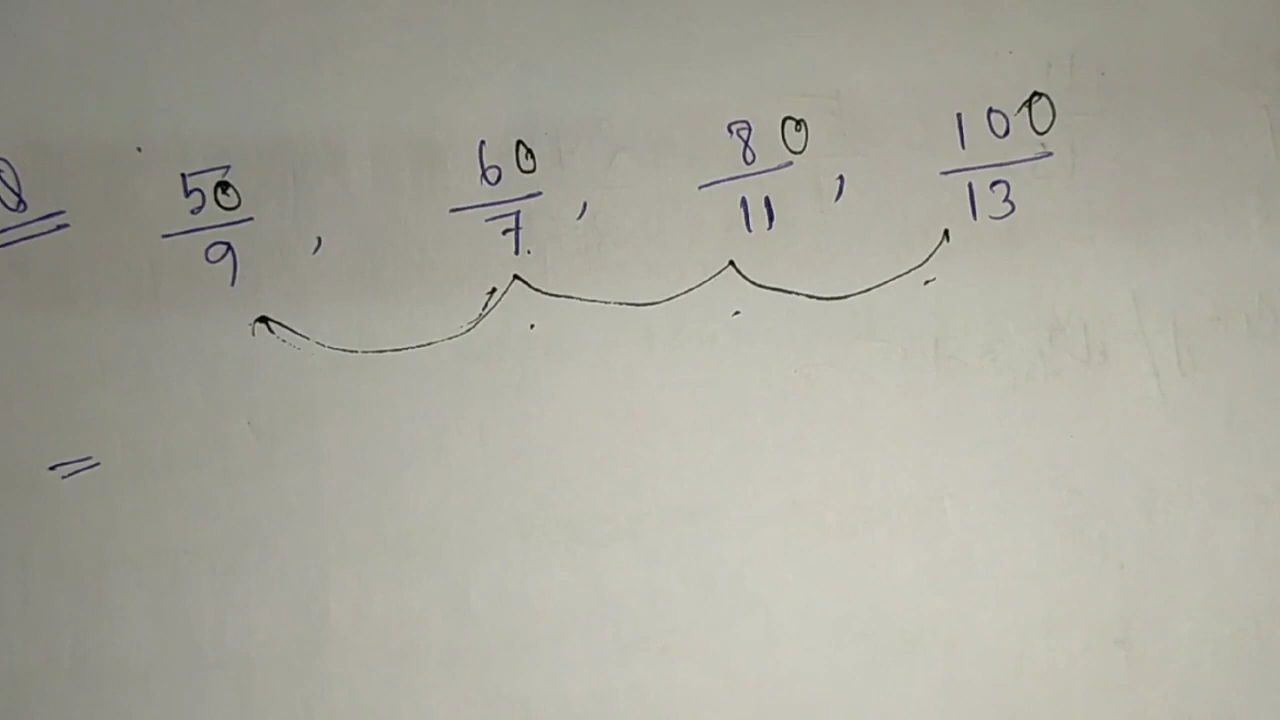 Q 50/9 , 60/7 , 80/11 , 100/13
=